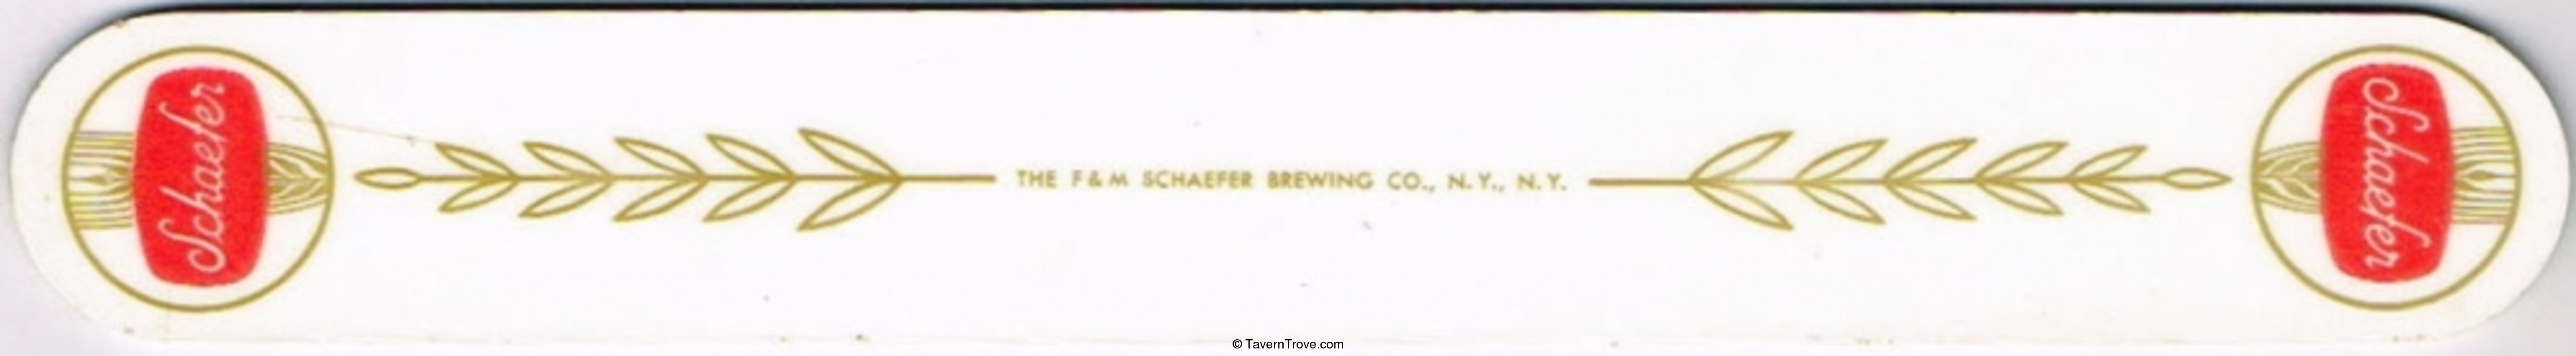 Schaefer
THE F & M SCHAEFER BREWING CO., N.Y., N.Y.
Schaefer
© TavernTrove.com